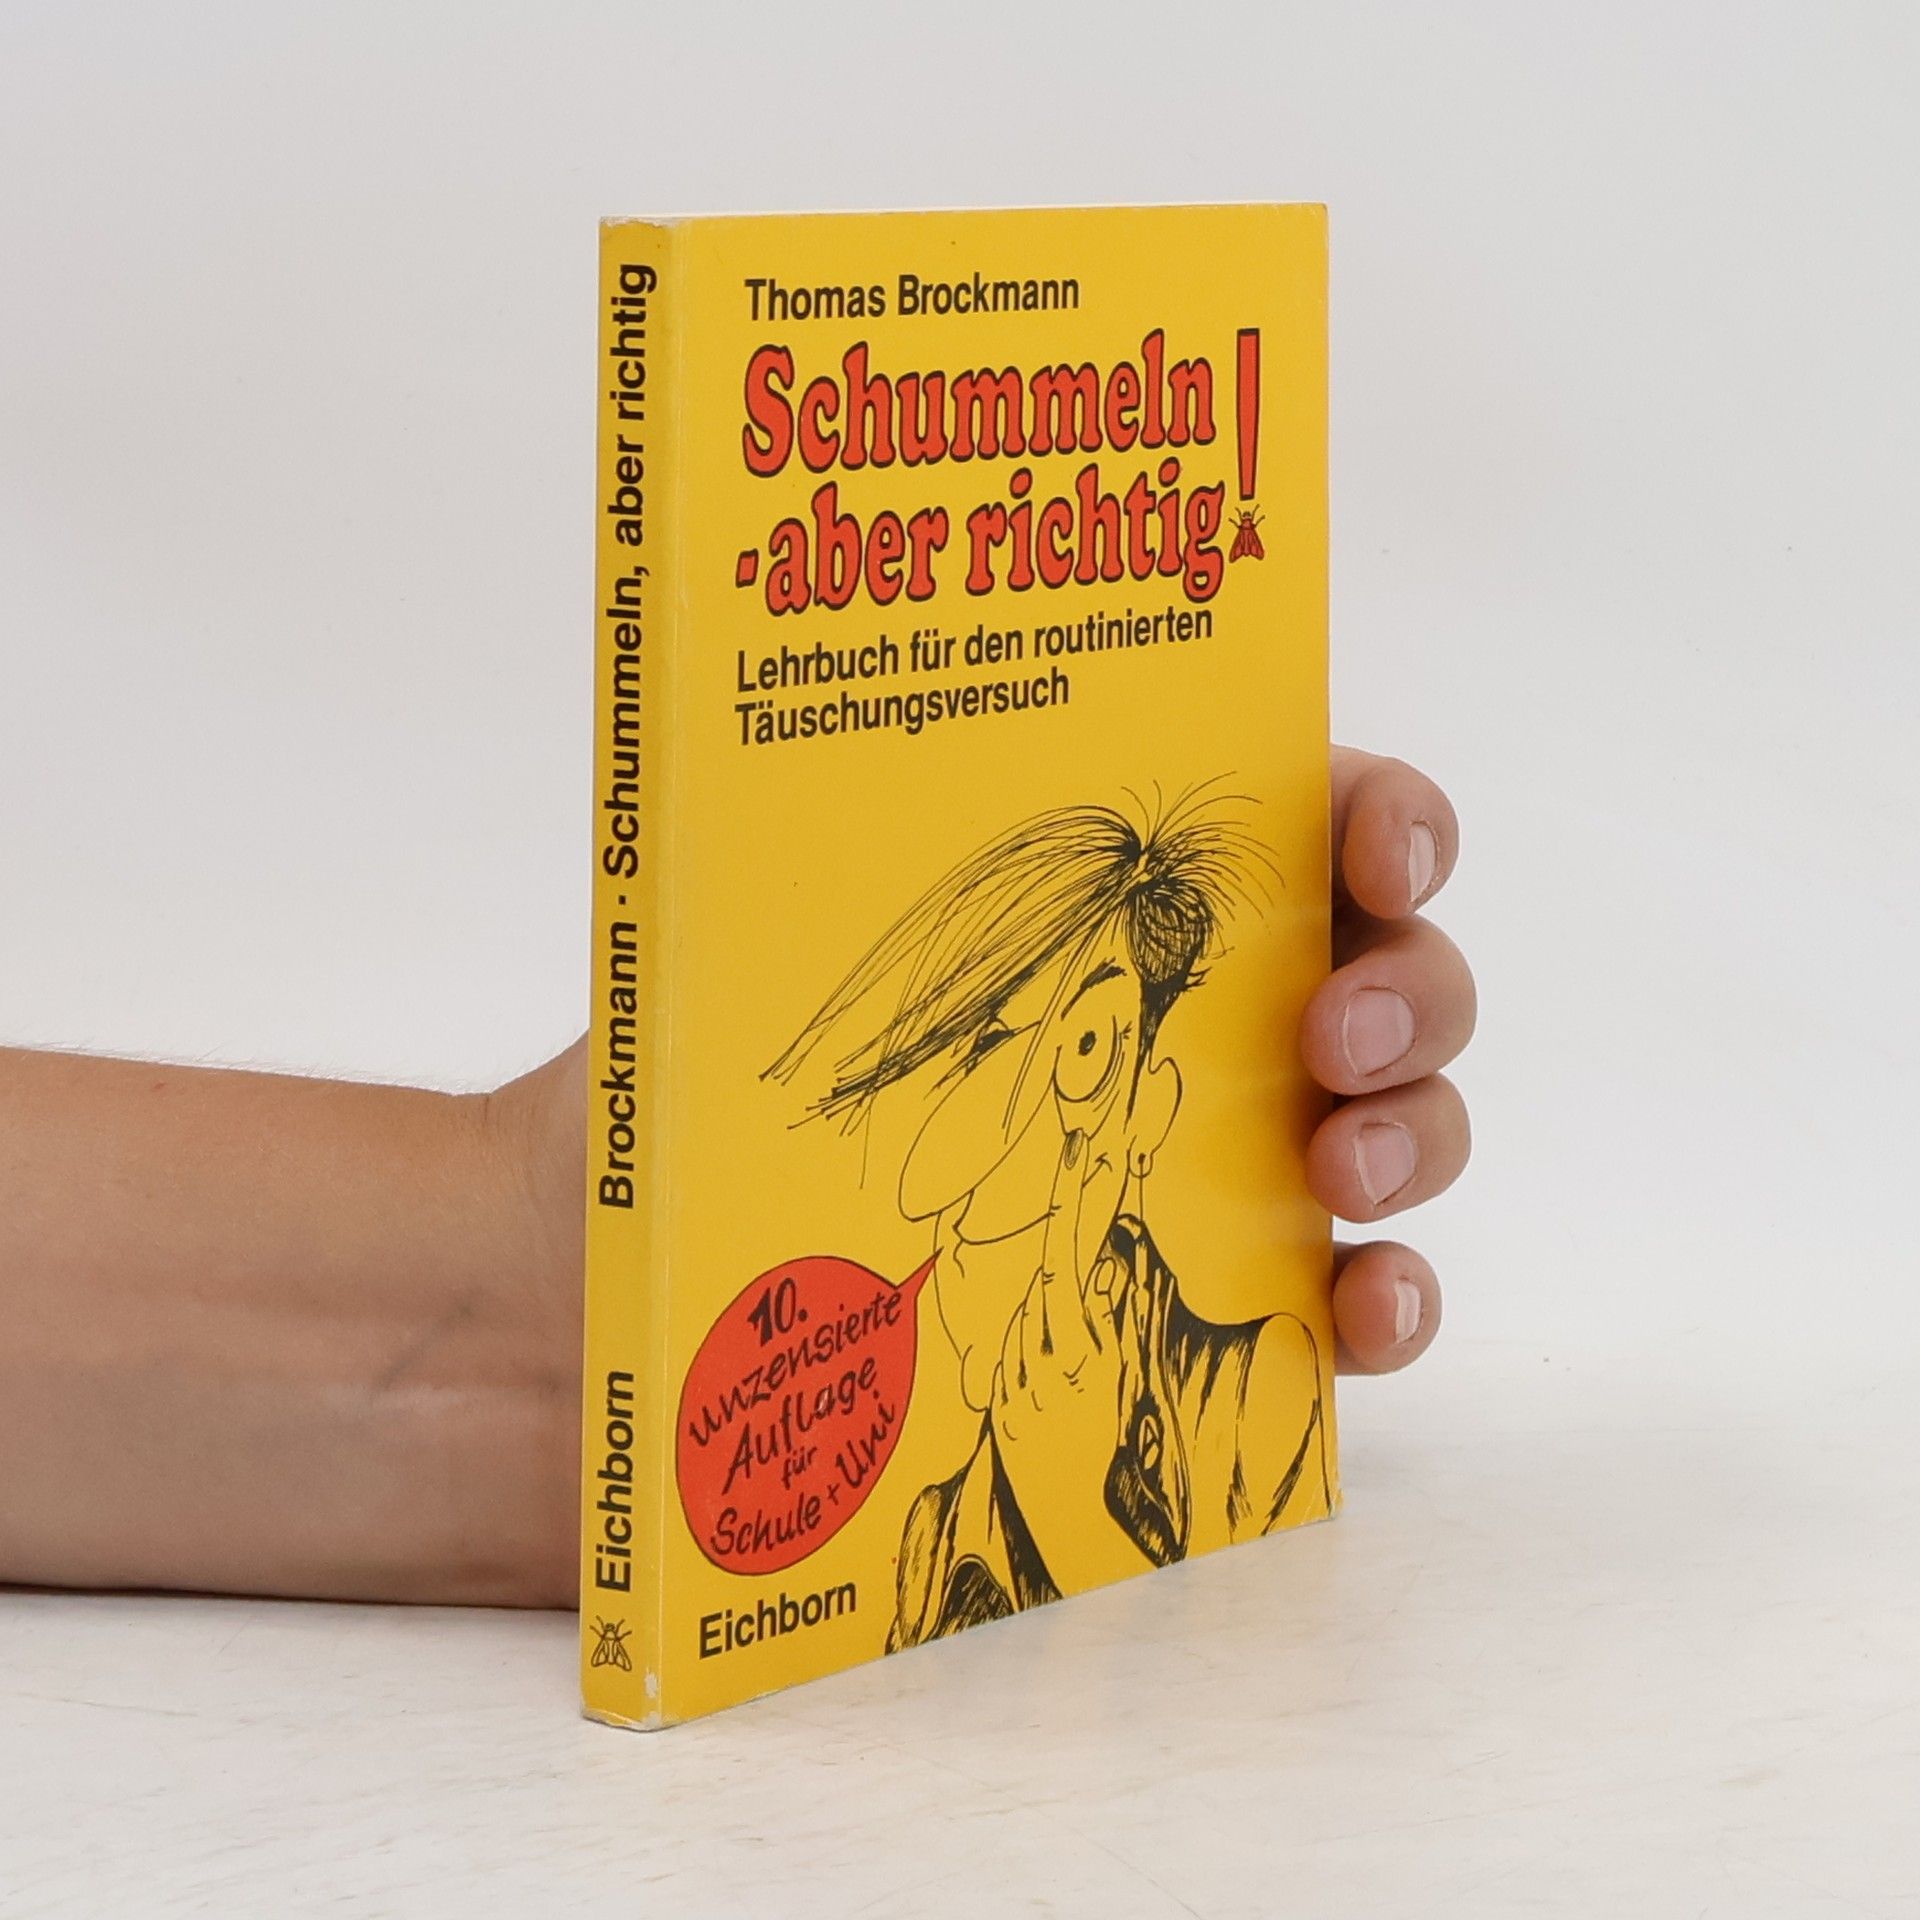 Brockmann · Schummeln, aber richtig
Eichborn
Thomas Brockmann
Schummeln
-aber richtig!
Lehrbuch für den routinierten
Täuschungsversuch
10.
unzensierte
Auflage
für
Schule + Uni
Eichborn
A